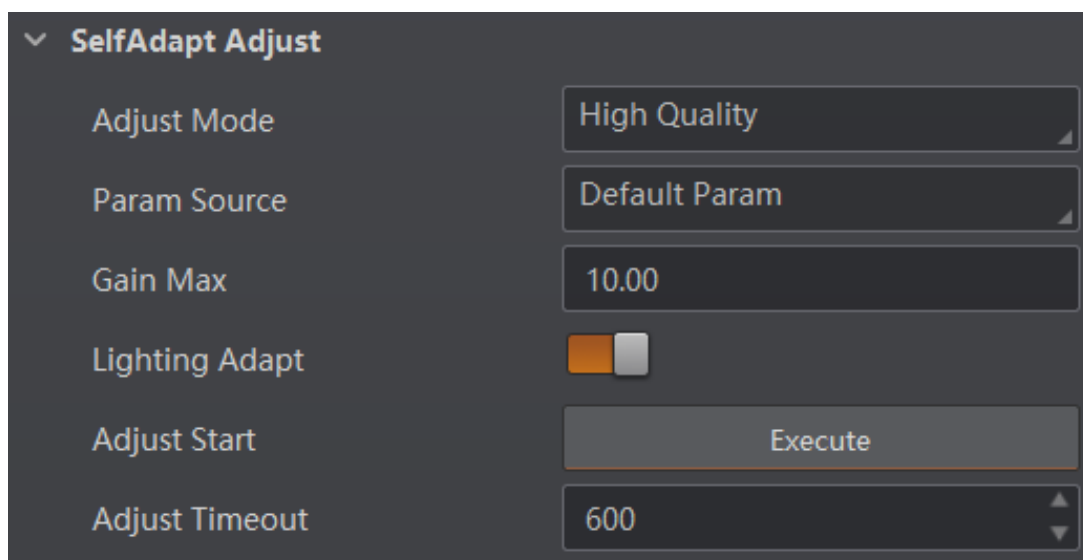 SelfAdapt Adjust
Adjust Mode High Quality
Param Source Default Param
Gain Max 10.00
Lighting Adapt
Adjust Start Execute
Adjust Timeout 600